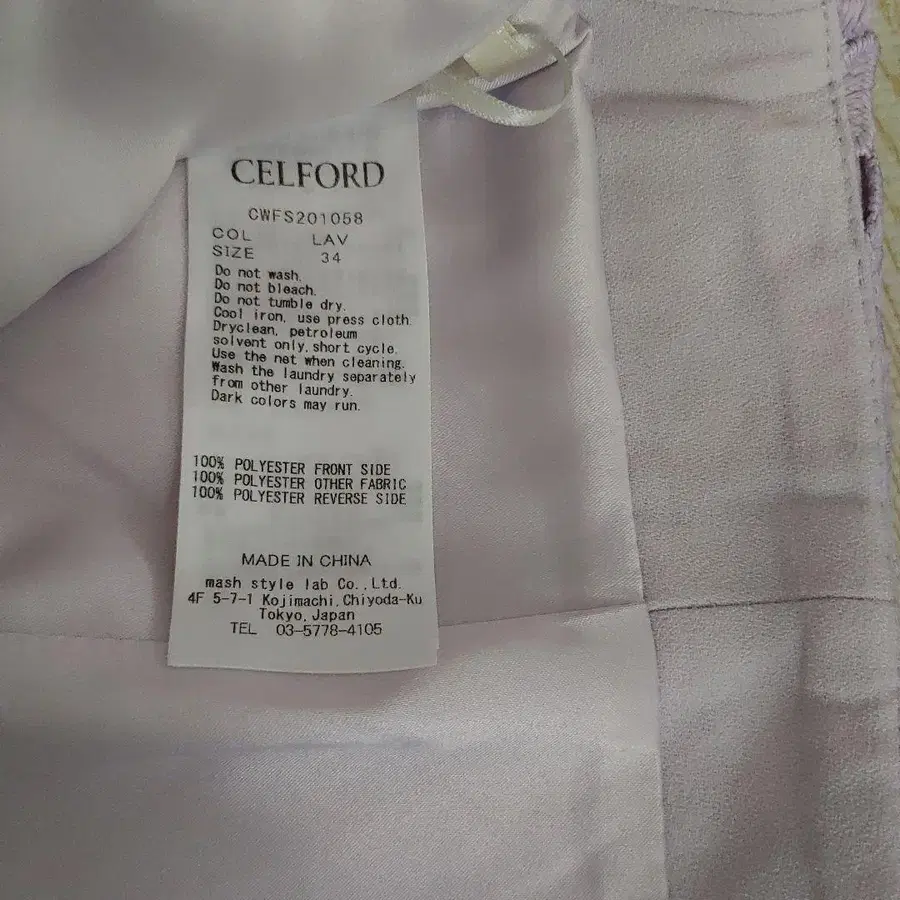 CELFORD
CWFS201058
COL LAV
SIZE 34
Do not wash.
Do not bleach.
Do not tumble dry.
Cool iron, use press cloth.
Dryclean, petroleum
solvent only, short cycle.
Use the net when cleaning.
Wash the laundry separately
from other laundry.
Dark colors may run.
100% POLYESTER FRONT SIDE
100% POLYESTER OTHER FABRIC
100% POLYESTER REVERSE SIDE
MADE IN CHINA
mash style lab Co.,Ltd.
4F 5-7-1 Kojimachi,Chiyoda-Ku
Tokyo,Japan
TEL 03-5778-4105